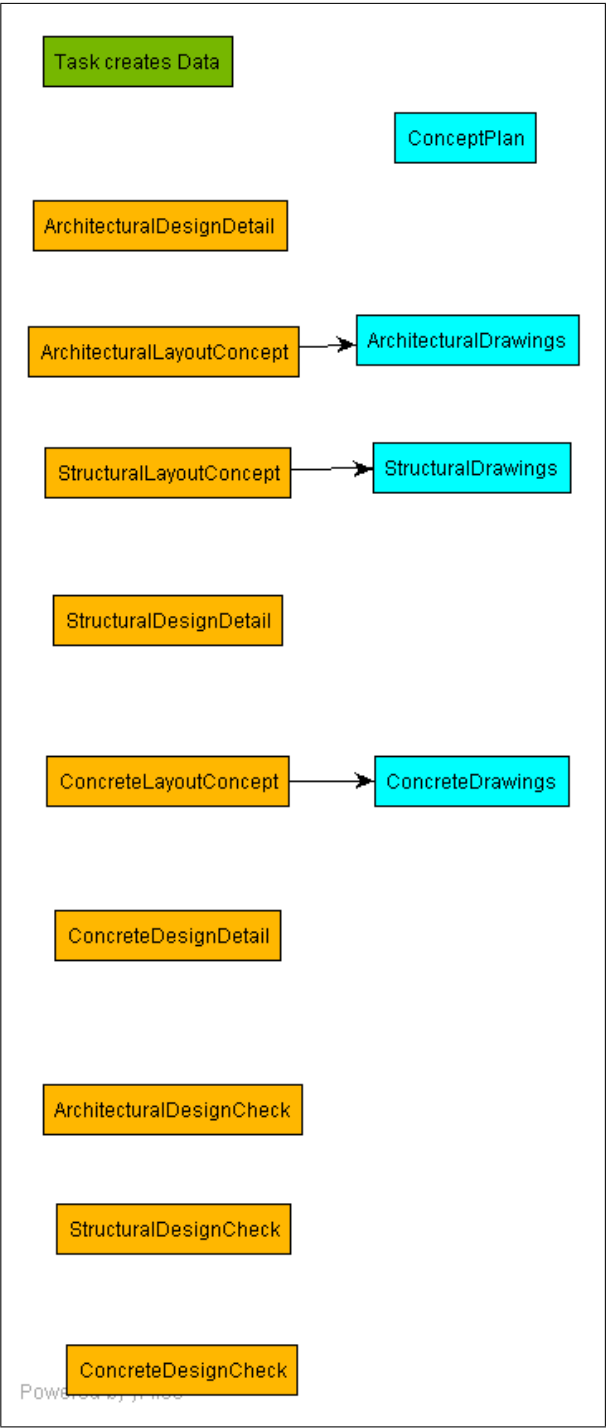 Task creates Data
ConceptPlan
ArchitecturalDesignDetail
ArchitecturalLayoutConcept
ArchitecturalDrawings
StructuralLayoutConcept
StructuralDrawings
StructuralDesignDetail
ConcreteLayoutConcept
ConcreteDrawings
ConcreteDesignDetail
ArchitecturalDesignCheck
StructuralDesignCheck
ConcreteDesignCheck